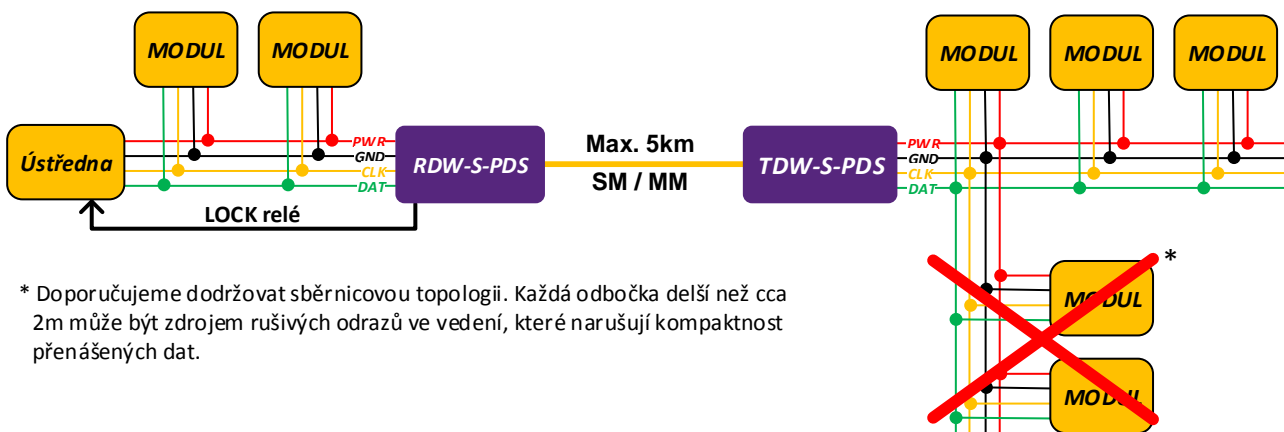 MODUL
MODUL
MODUL
MODUL
MODUL
Ústředna
PWR
GND
CLK
DAT
RDW-S-PDS
Max. 5km
SM / MM
TDW-S-PDS
PWR
GND
CLK
DAT
LOCK relé
*
MODUL
MODUL
* Doporučujeme dodržovat sběrnicovou topologii. Každá odbočka delší než cca
2m může být zdrojem rušivých odrazů ve vedení, které narušují kompaktnost
přenášených dat.